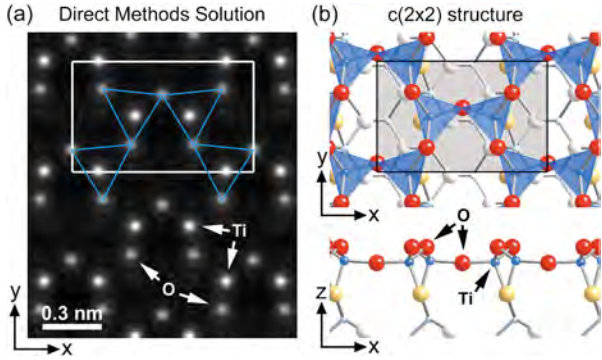 (a) Direct Methods Solution
Ti
O
0.3 nm
y
x
(b) c(2x2) structure
y
x
O
Ti
z
x